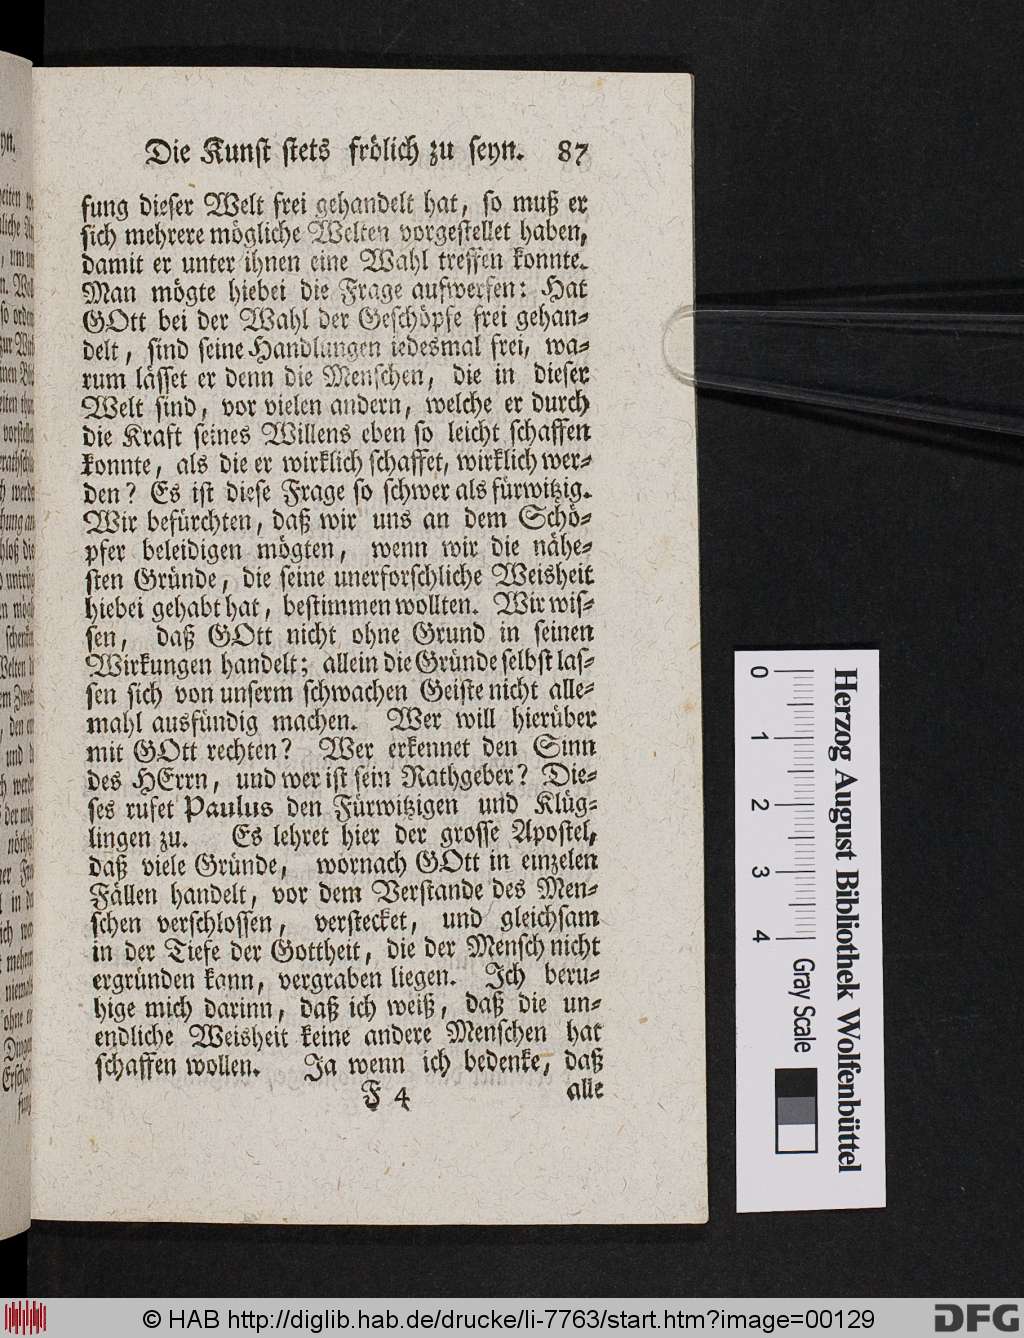 Die Kunst stets frölich zu seyn. 87
fung dieser Welt frei gehandelt hat, so muß er
sich mehrere mögliche Welten vorgestellet haben,
damit er unter ihnen eine Wahl treffen konnte.
Man mögte hiebei die Frage aufwerfen: Hat
GOtt bei der Wahl der Geschöpfe frei gehan-
delt, sind seine Handlungen iedesmal frei, wa-
rum lässet er denn die Menschen, die in dieser
Welt sind, vor vielen andern, welche er durch
die Kraft seines Willens eben so leicht schaffen
konnte, als die er wirklich schaffet, wirklich wer-
den? Es ist diese Frage so schwer als fürwitzig.
Wir befürchten, daß wir uns an dem Schö-
pfer beleidigen mögten, wenn wir die nähe-
sten Gründe, die seine unerforschliche Weisheit
hiebei gehabt hat, bestimmen wollten. Wir wis-
sen, daß GOtt nicht ohne Grund in seinen
Wirkungen handelt; allein die Gründe selbst las-
sen sich von unserm schwachen Geiste nicht alle-
mahl ausfündig machen. Wer will hierüber
mit GOtt rechten? Wer erkennet den Sinn
des HErrn, und wer ist sein Rathgeber? Die-
ses rufet Paulus den Fürwitzigen und Klüg-
lingen zu. Es lehret hier der grosse Apostel,
daß viele Gründe, wornach GOtt in einzelen
Fällen handelt, vor dem Verstande des Men-
schen verschlossen, verstecket, und gleichsam
in der Tiefe der Gottheit, die der Mensch nicht
ergründen kann, vergraben liegen. Ich beru-
hige mich darinn, daß ich weiß, daß die un-
endliche Weisheit keine andere Menschen hat
schaffen wollen. Ja wenn ich bedenke, daß
F 4 alle
Herzog August Bibliothek Wolfenbüttel
0 1 2 3 4 Gray Scale
© HAB http://diglib.hab.de/drucke/li-7763/start.htm?image=00129
DFG